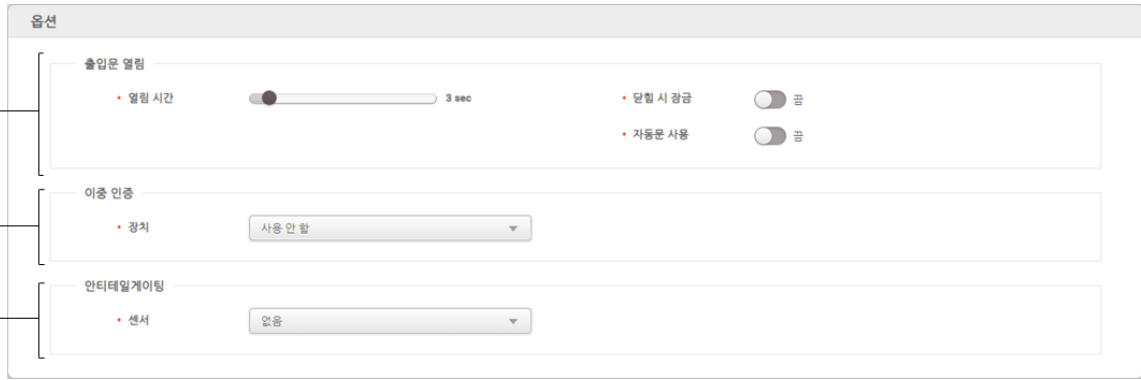 옵션
출입문 열림
• 열림 시간 3 sec • 닫힘 시 잠금 끔
• 자동문 사용 끔
이중 인증
• 장치 사용 안 함
안티테일게이팅
• 센서 없음